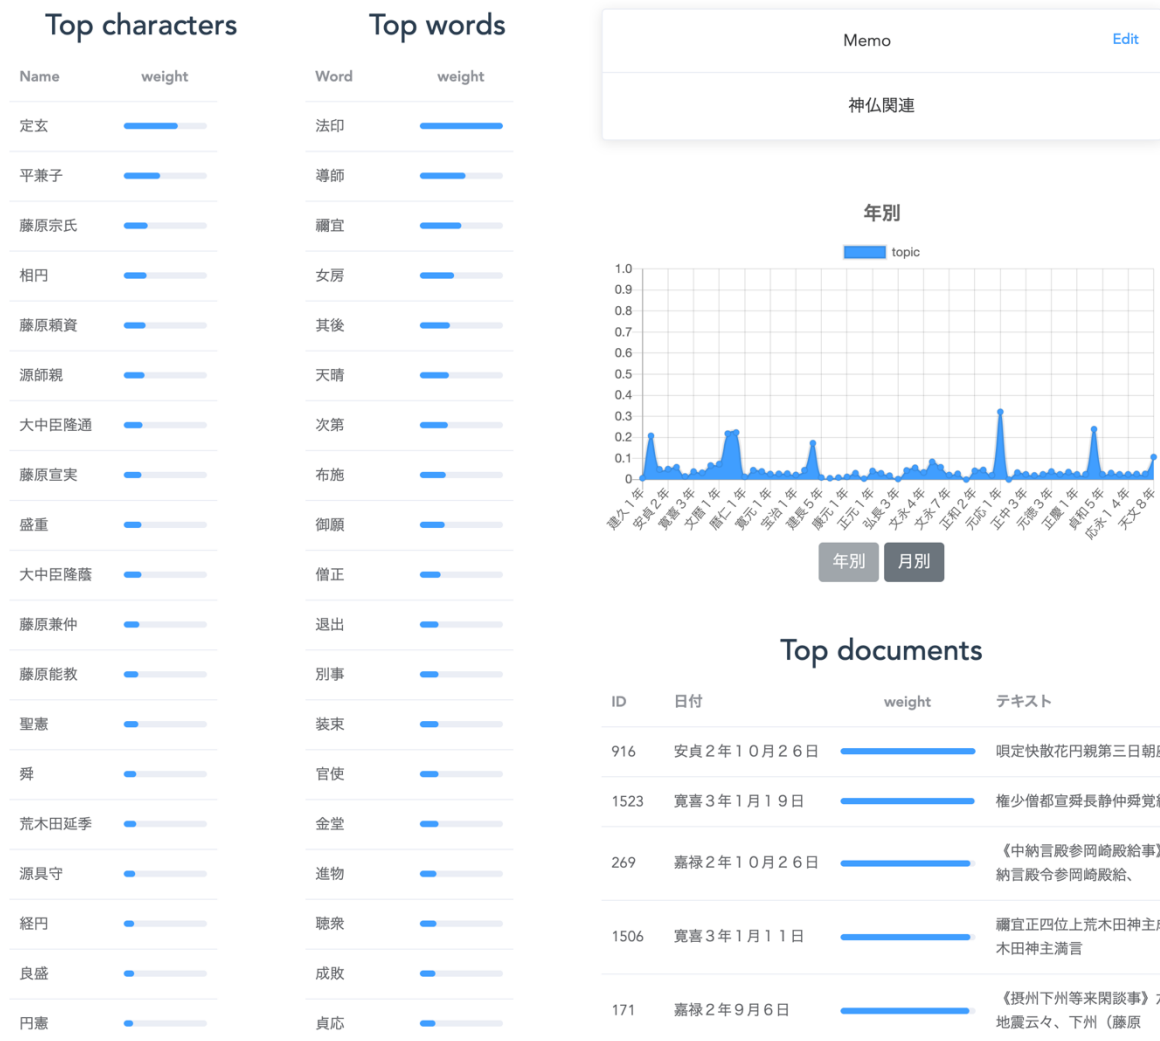 Top characters
Name weight
定玄
平兼子
藤原宗氏
相円
藤原頼資
源師親
大中臣隆通
藤原宣実
盛重
大中臣隆蔭
藤原兼仲
藤原能教
聖憲
舜
荒木田延季
源具守
経円
良盛
円憲
Top words
Word weight
法印
導師
禰宜
女房
其後
天晴
次第
布施
御願
僧正
退出
別事
装束
官使
金堂
進物
聴衆
成敗
貞応
Memo Edit
神仏関連
年別
topic
1.0
0.9
0.8
0.7
0.6
0.5
0.4
0.3
0.2
0.1
0
建久1年
安貞2年
寛喜3年
文暦1年
暦仁1年
寛元1年
宝治1年
建長5年
康元1年
正元1年
弘長3年
文永4年
文永7年
正和2年
元応1年
正中3年
元徳3年
正慶1年
貞和5年
応永14年
天文8年
年別 月別
Top documents
ID 日付 weight テキスト
916 安貞2年10月26日 唄定快散花円親第三日朝
1523 寛喜3年1月19日 権少僧都宣舜長静仲舜覚
269 嘉禄2年10月26日 《中納言殿参岡崎殿給事》
納言殿令参岡崎殿給、
1506 寛喜3年1月11日 禰宜正四位上荒木田神主
木田神主満言
171 嘉禄2年9月6日 《摂州下州等来閑談事》
地震云々、下州（藤原